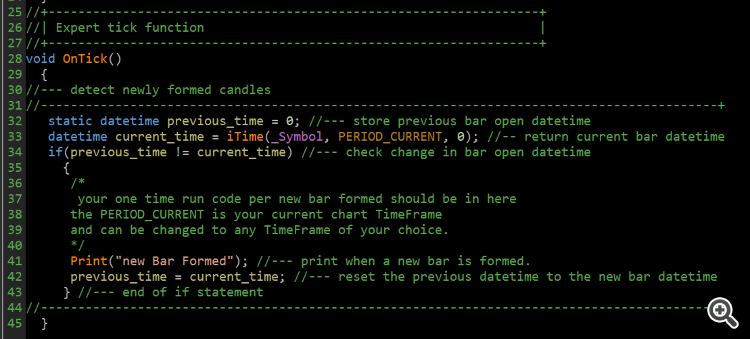 25 //+------------------------------------------------------------------+
26 //| Expert tick function                                             |
27 //+------------------------------------------------------------------+
28 void OnTick()
29   {
30 //--- detect newly formed candles
31 //-------------------------------------------------------------------------------------------+
32    static datetime previous_time = 0; //--- store previous bar open datetime
33    datetime current_time = iTime(_Symbol, PERIOD_CURRENT, 0); //-- return current bar datetime
34    if(previous_time != current_time) //--- check change in bar open datetime
35      {
36       /*
37        your one time run code per new bar formed should be in here
38       the PERIOD_CURRENT is your current chart TimeFrame
39       and can be changed to any TimeFrame of your choice.
40       */
41       Print("new Bar Formed"); //--- print when a new bar is formed.
42       previous_time = current_time; //--- reset the previous datetime to the new bar datetime
43      } //--- end of if statement
44 //-------------------------------------------------------------------------------------------+
45   }